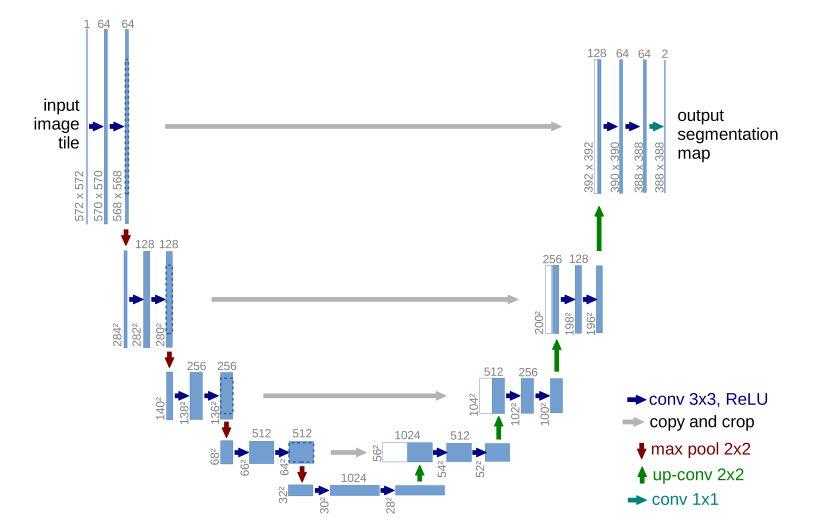 1 64 64
input
image
tile
572 x 572
570 x 570
568 x 568
128 64 64 2
output
segmentation
map
392 x 392
390 x 390
388 x 388
388 x 388
128 128
284²
282²
280²
256 128
200²
198²
196²
256 256
140²
138²
136²
512 256
104²
102²
100²
512 512
68²
66²
64²
1024 512
56²
54²
52²
1024
32²
30²
28²
conv 3x3, ReLU
copy and crop
max pool 2x2
up-conv 2x2
conv 1x1